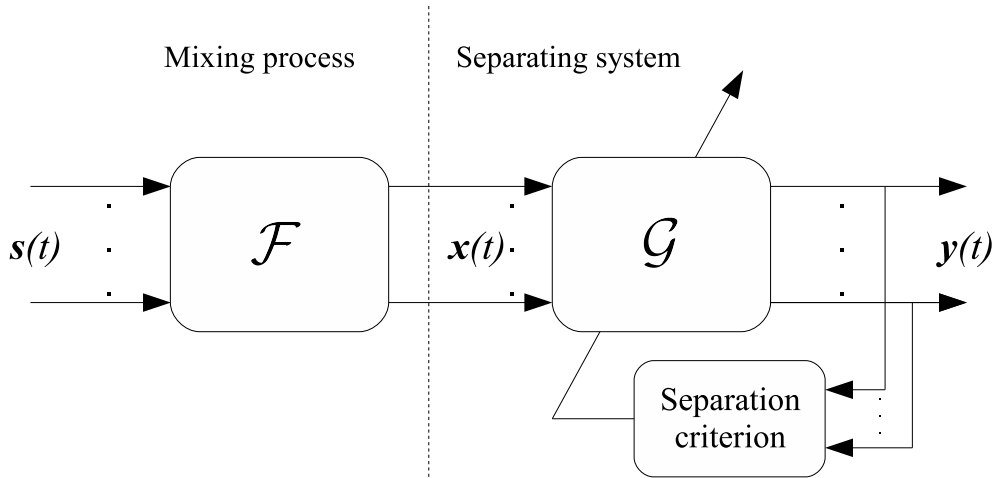 Mixing process
Separating system
s(t)
ℱ
x(t)
𝒢
y(t)
Separation
criterion